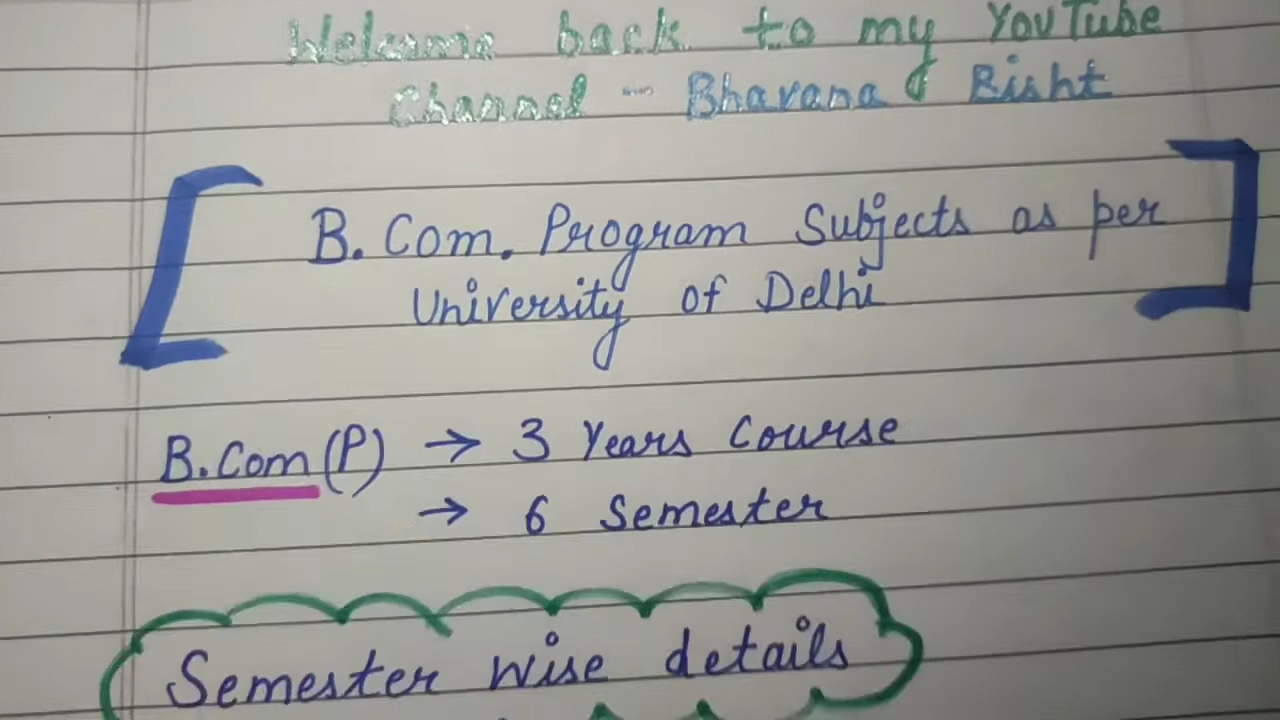 Welcome back to my YouTube
Channel - Bhavana Bisht
B. Com. Program Subjects as per
University of Delhi
B.Com (P) → 3 Years Course
→ 6 Semester
Semester wise details